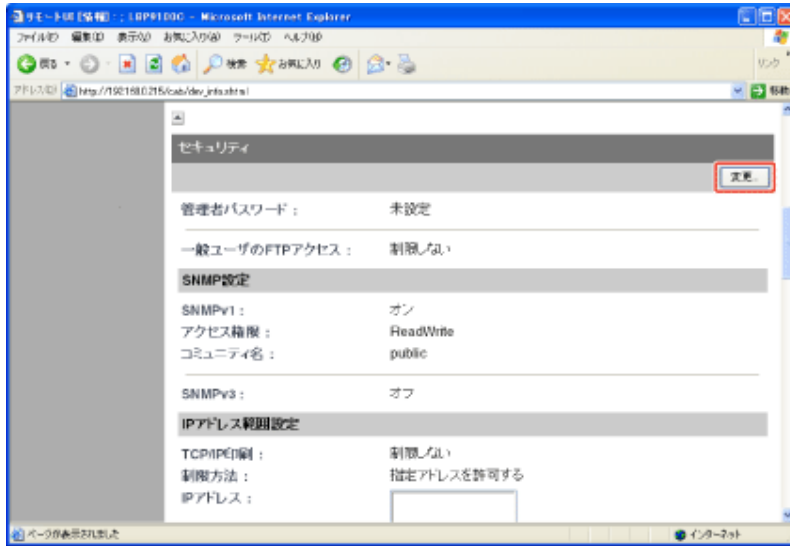 リモートUI [情報] : ; LBP9100C - Microsoft Internet Explorer
ファイル(F) 編集(E) 表示(V) お気に入り(A) ツール(T) ヘルプ(H)
戻る 検索 お気に入り リンク
アドレス(D) http://192.168.0.215/cab/dev_info.shtml 移動
セキュリティ
変更..
管理者パスワード : 未設定
一般ユーザのFTPアクセス : 制限しない
SNMP設定
SNMPv1 : オン
アクセス権限 : ReadWrite
コミュニティ名 : public
SNMPv3 : オフ
IPアドレス範囲設定
TCP/IP印刷 : 制限しない
制限方法 : 指定アドレスを許可する
IPアドレス :
ページが表示されました インターネット